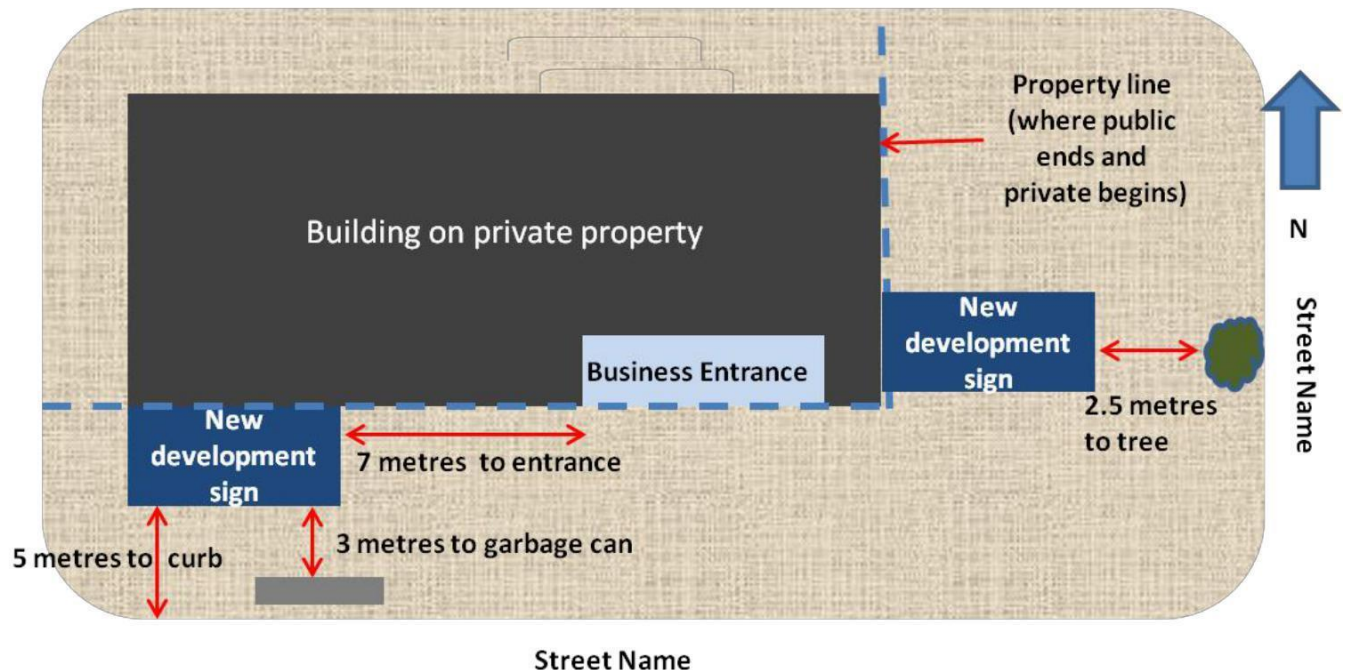 Property line
(where public
ends and
private begins)
Building on private property
N
Street Name
New
development
sign
Business Entrance
2.5 metres
to tree
New
development
sign
7 metres to entrance
3 metres to garbage can
5 metres to curb
Street Name